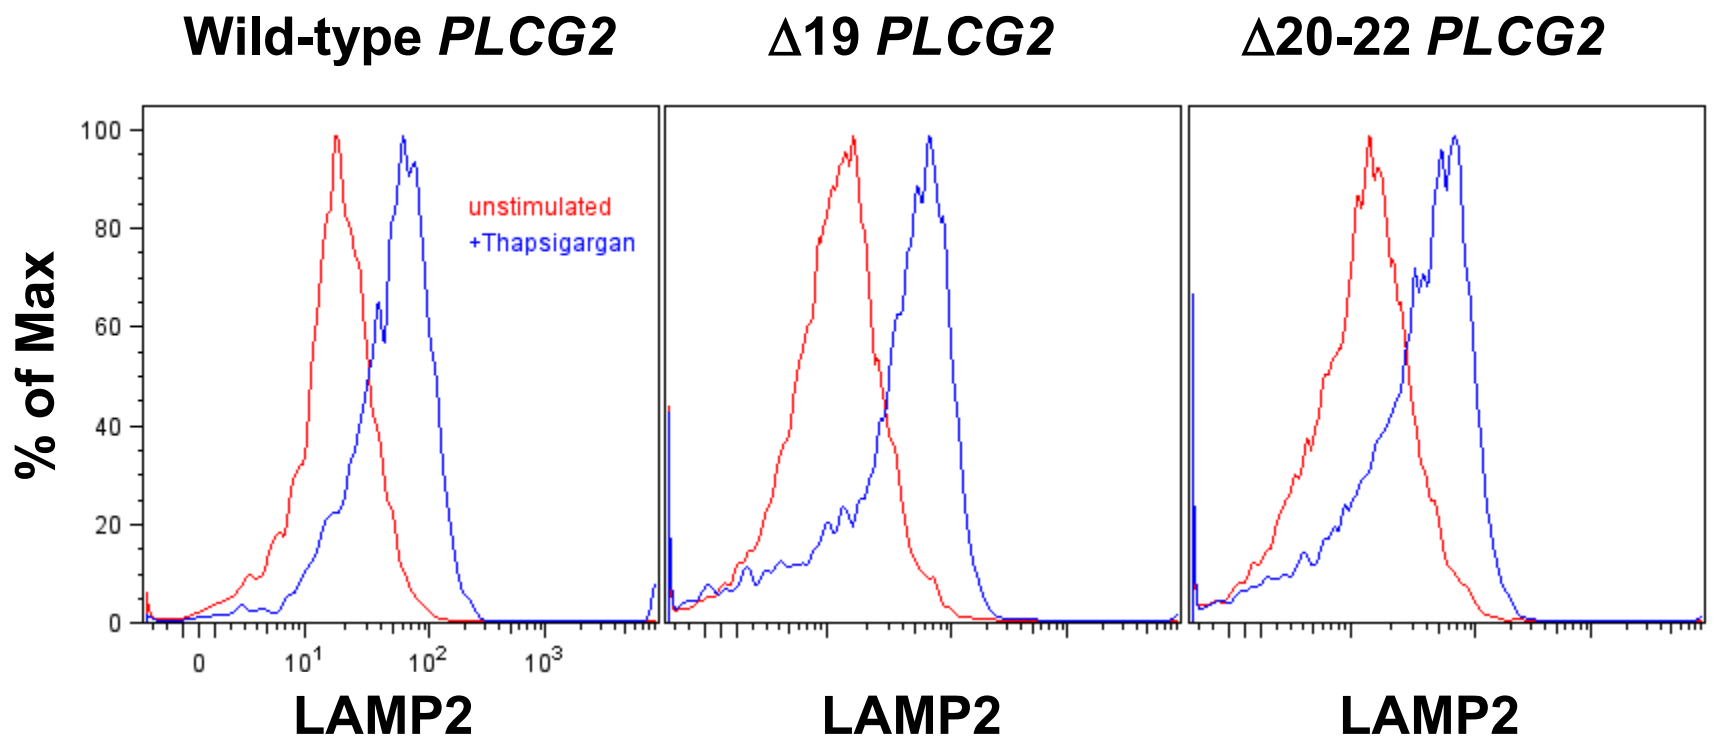 Wild-type PLCG2
Δ19 PLCG2
Δ20-22 PLCG2
% of Max
100
80
60
40
20
0
unstimulated
+Thapsigargan
0 10¹ 10² 10³
LAMP2
LAMP2
LAMP2